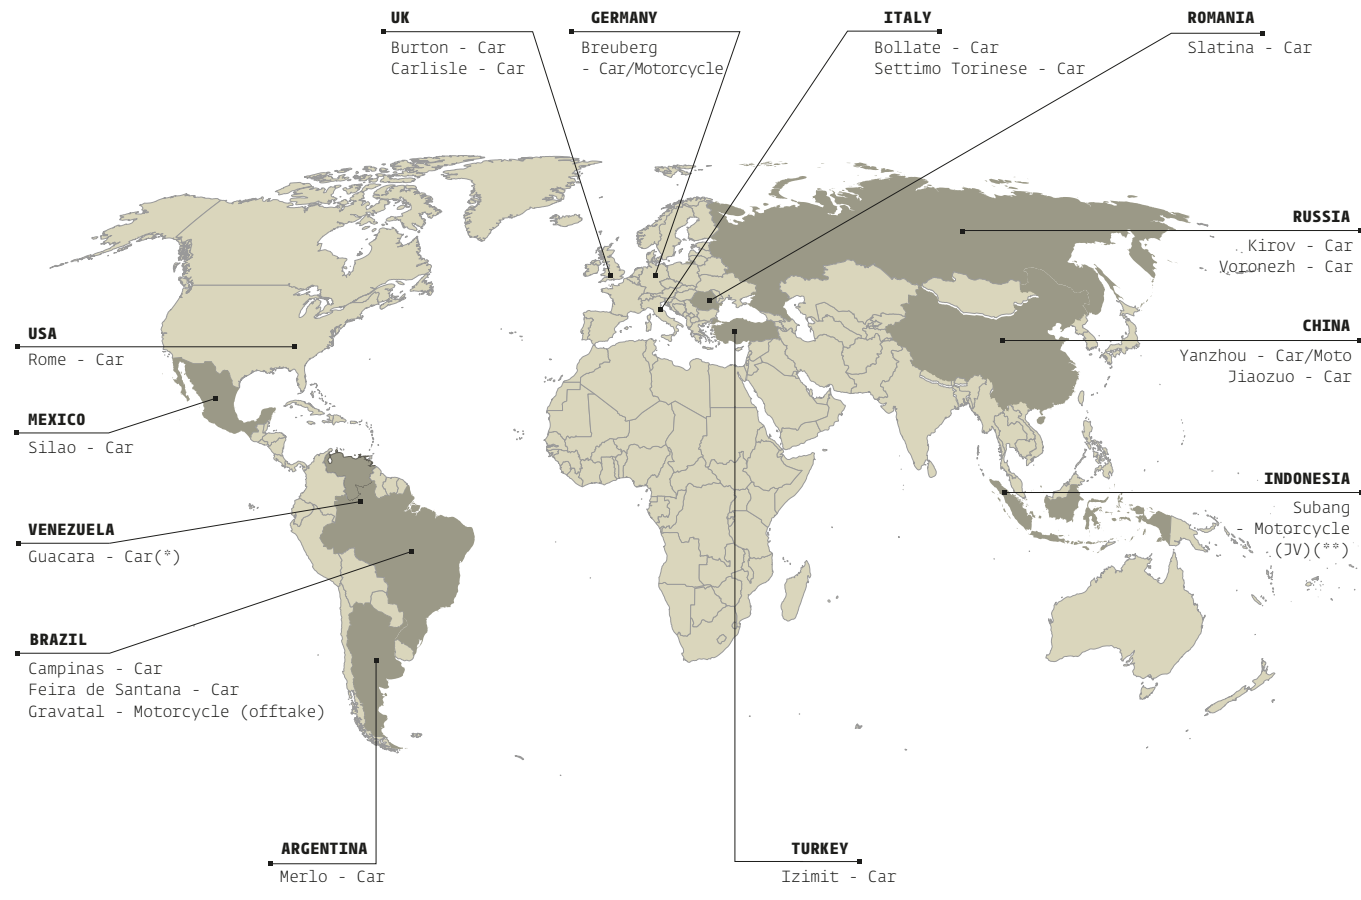 UK
Burton - Car
Carlisle - Car
GERMANY
Breuberg
- Car/Motorcycle
ITALY
Bollate - Car
Settimo Torinese - Car
ROMANIA
Slatina - Car
RUSSIA
Kirov - Car
Voronezh - Car
USA
Rome - Car
CHINA
Yanzhou - Car/Moto
Jiaozuo - Car
MEXICO
Silao - Car
INDONESIA
Subang
- Motorcycle
(JV)(**)
VENEZUELA
Guacara - Car(*)
BRAZIL
Campinas - Car
Feira de Santana - Car
Gravatal - Motorcycle (offtake)
ARGENTINA
Merlo - Car
TURKEY
Izimit - Car